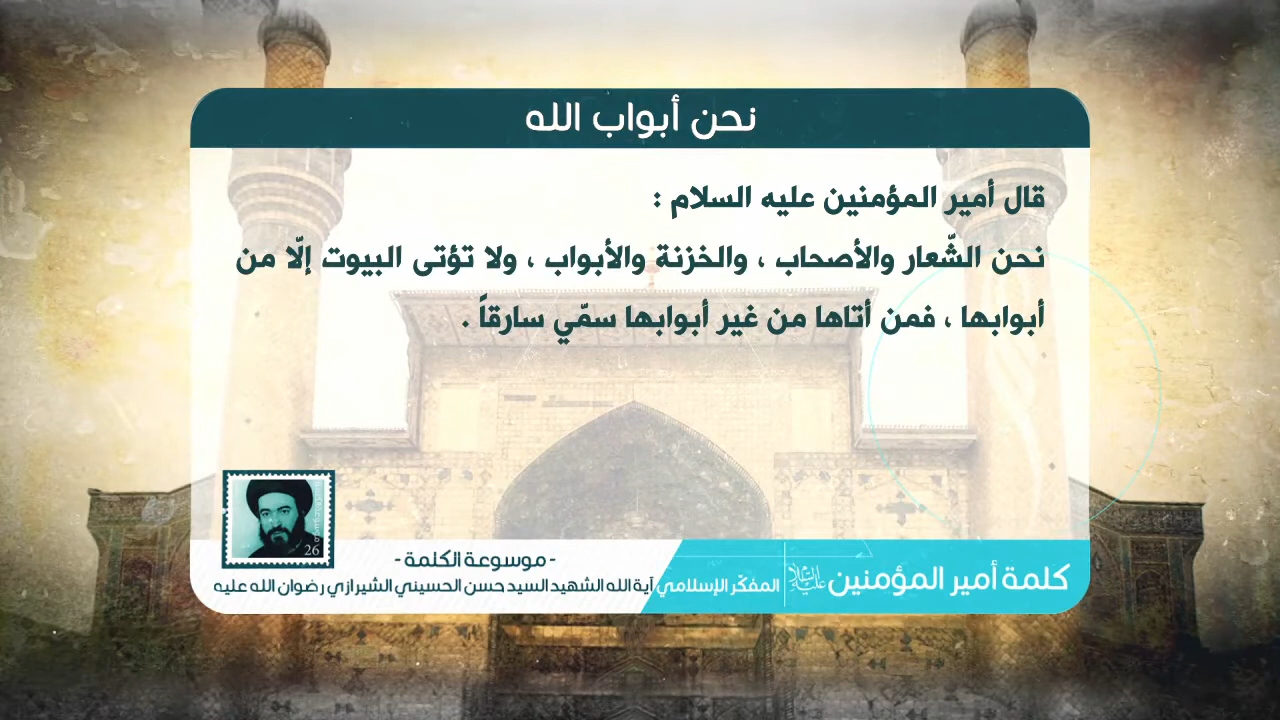 نحن أبواب الله
قال أمير المؤمنين عليه السلام :
نحن الشّعار والأصحاب ، والخزنة والأبواب ، ولا تؤتى البيوت إلّا من
أبوابها ، فمن أتاها من غير أبوابها سمّي سارقاً .
كلمة أمير المؤمنين عليه السلام
- موسوعة الكلمة -
المفكّر الإسلامي آية الله الشهيد السيد حسن الحسيني الشيرازي رضوان الله عليه
26